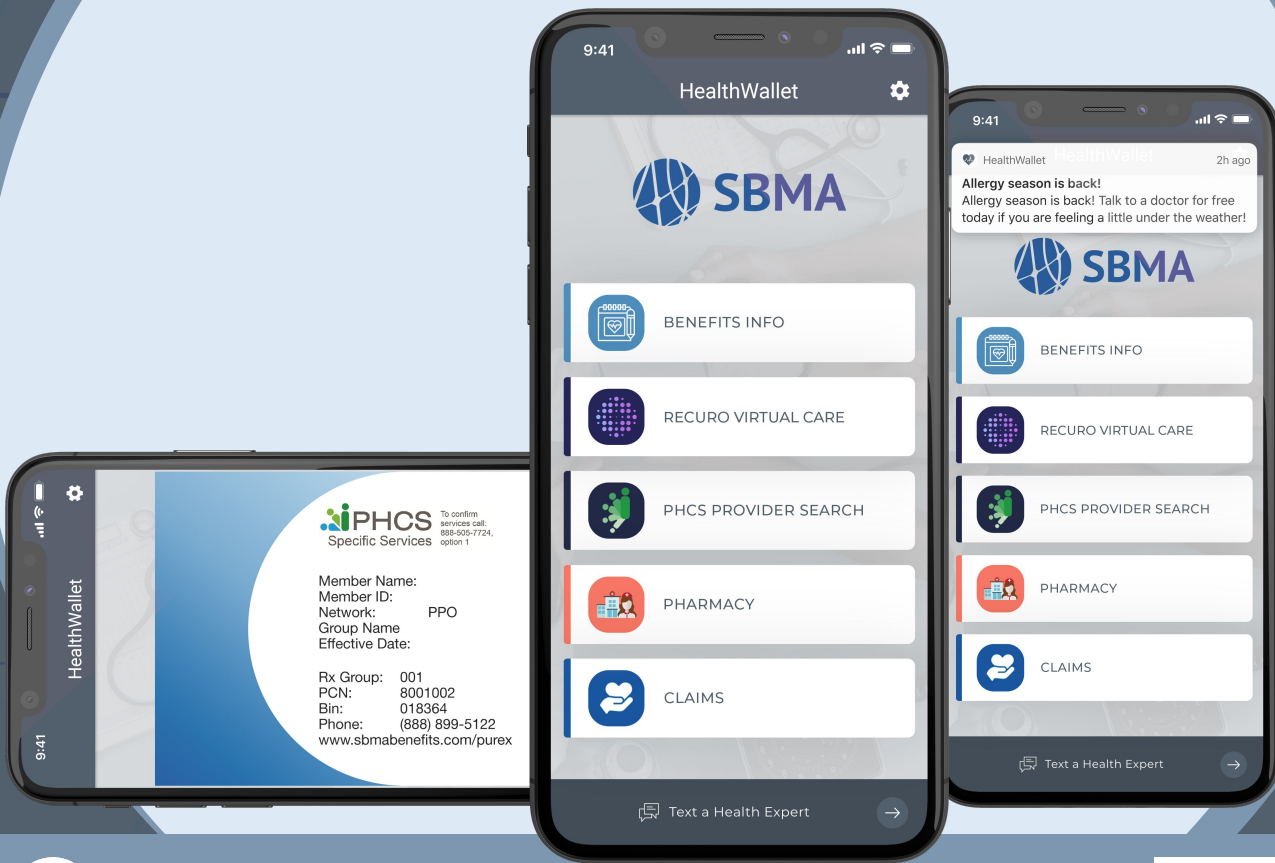 9:41
HealthWallet
PHCS
Specific Services
To confirm
services call:
888-505-7724,
option 1
Member Name:
Member ID:
Network: PPO
Group Name
Effective Date:
Rx Group: 001
PCN: 8001002
Bin: 018364
Phone: (888) 899-5122
www.sbmabenefits.com/purex
9:41
HealthWallet
SBMA
BENEFITS INFO
RECURO VIRTUAL CARE
PHCS PROVIDER SEARCH
PHARMACY
CLAIMS
Text a Health Expert
9:41
HealthWallet
HealthWallet 2h ago
Allergy season is back!
Allergy season is back! Talk to a doctor for free
today if you are feeling a little under the weather!
SBMA
BENEFITS INFO
RECURO VIRTUAL CARE
PHCS PROVIDER SEARCH
PHARMACY
CLAIMS
Text a Health Expert